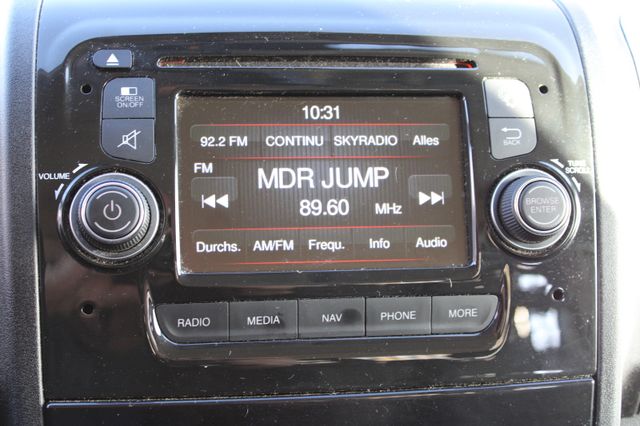 SCREEN
ON/OFF
10:31
92.2 FM CONTINU SKYRADIO Alles
BACK
FM
VOLUME
TUNE
SCROLL
MDR JUMP
89.60 MHz
BROWSE
ENTER
Durchs. AM/FM Frequ. Info Audio
RADIO MEDIA NAV PHONE MORE